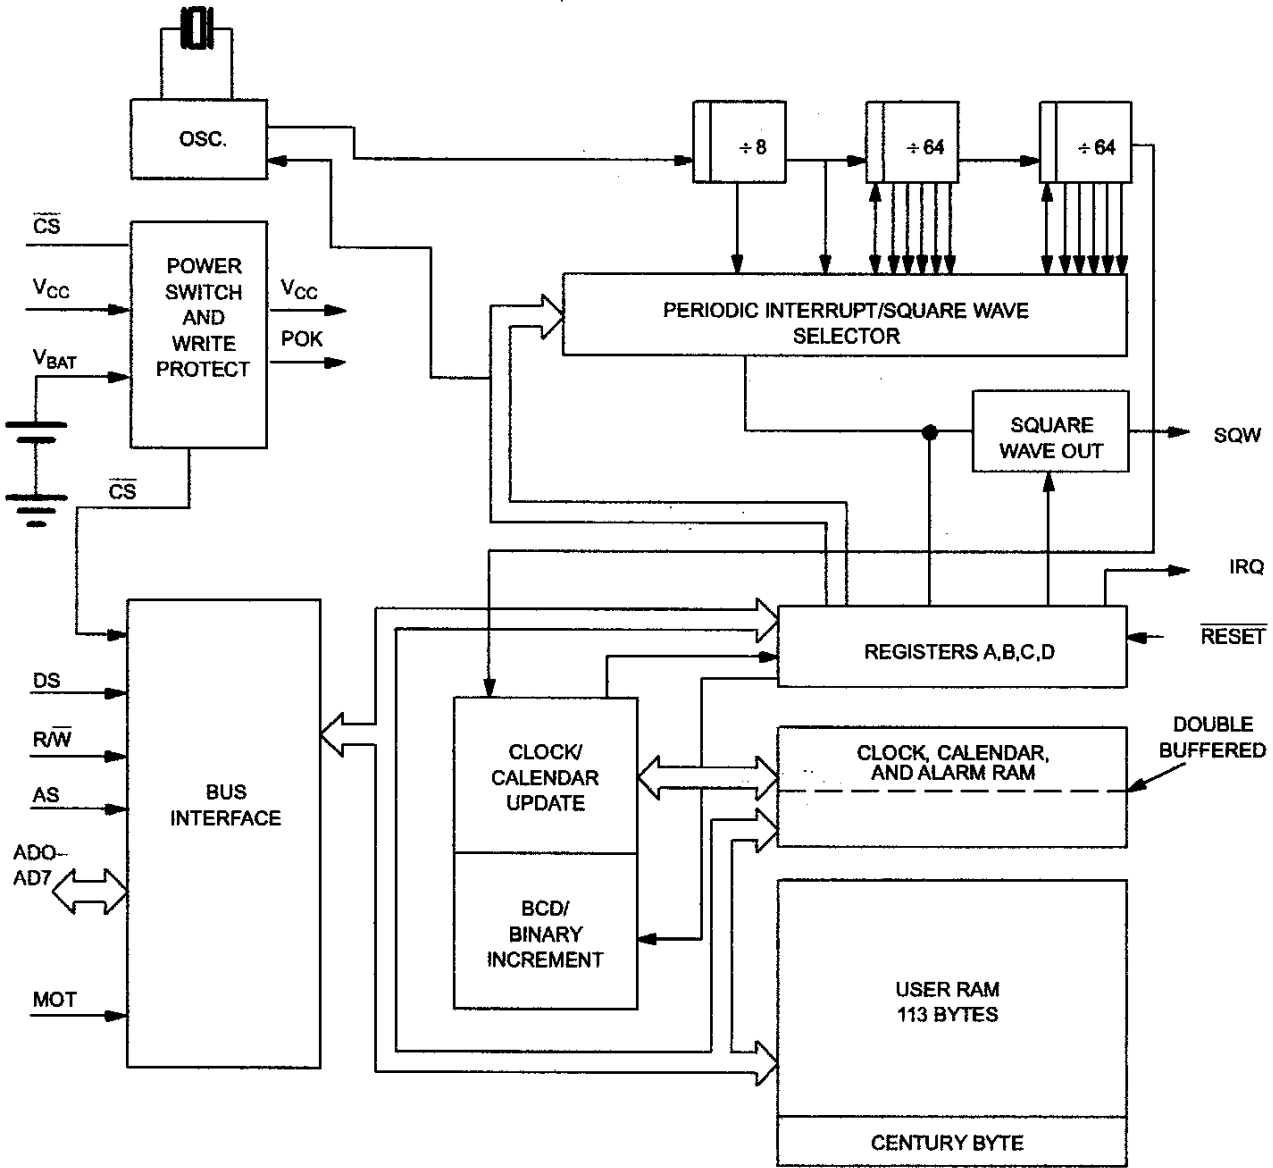 OSC.
÷8
÷64
÷64
CS
VCC
VBAT
POWER
SWITCH
AND
WRITE
PROTECT
VCC
POK
PERIODIC INTERRUPT/SQUARE WAVE
SELECTOR
SQUARE
WAVE OUT
SQW
CS
IRQ
RESET
REGISTERS A,B,C,D
DS
R/W
AS
ADO–
AD7
MOT
BUS
INTERFACE
CLOCK/
CALENDAR
UPDATE
BCD/
BINARY
INCREMENT
CLOCK, CALENDAR,
AND ALARM RAM
DOUBLE
BUFFERED
USER RAM
113 BYTES
CENTURY BYTE